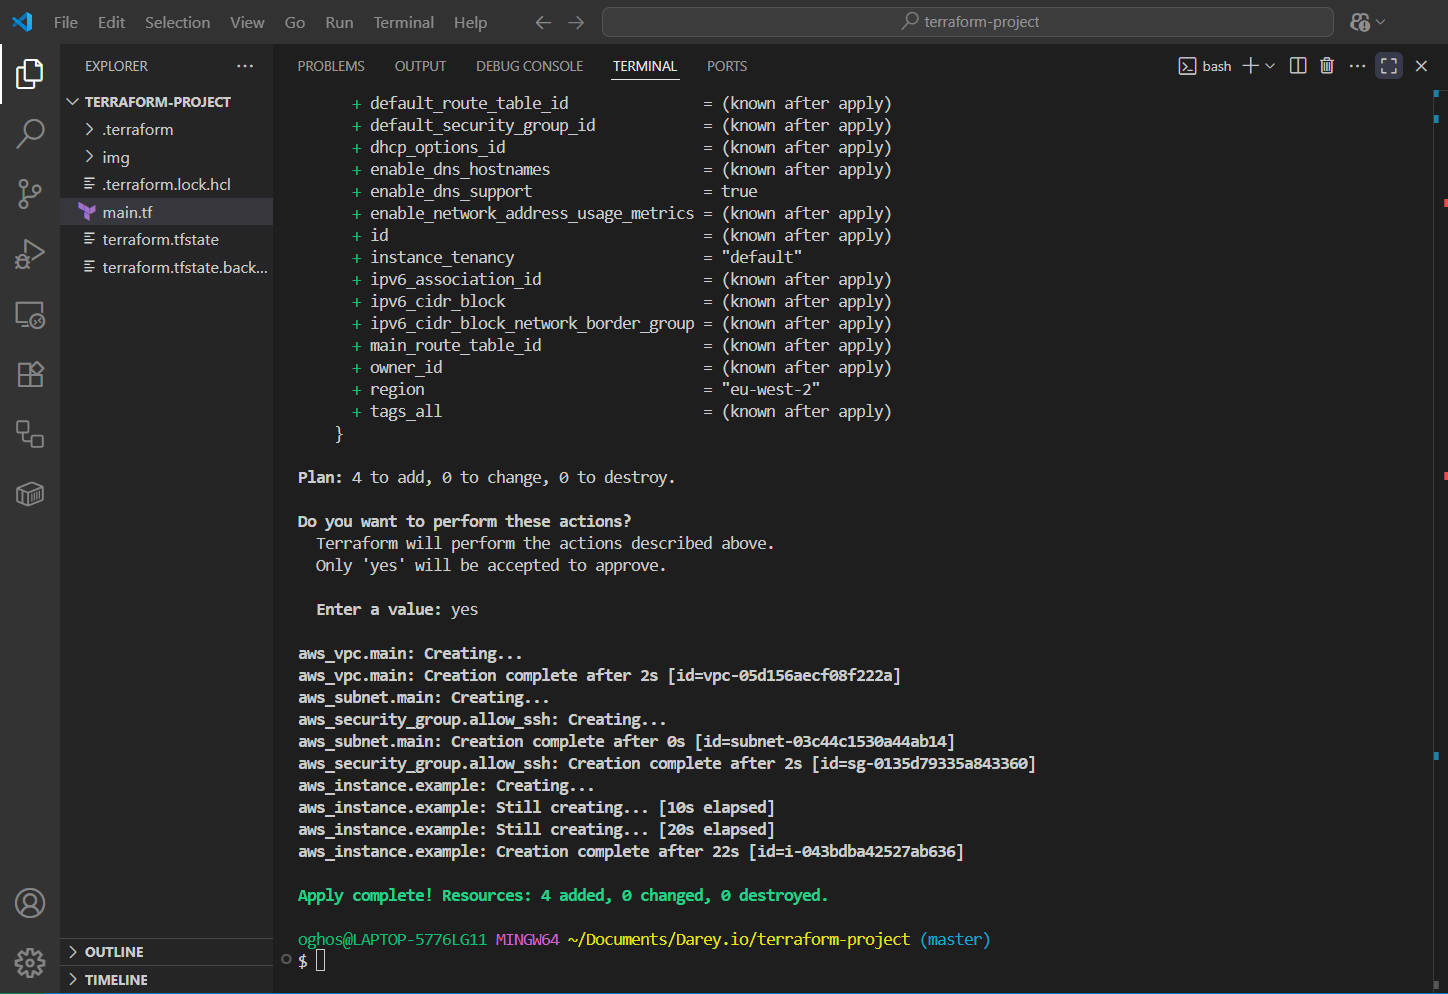 File Edit Selection View Go Run Terminal Help
terraform-project
EXPLORER
TERRAFORM-PROJECT
.terraform
img
.terraform.lock.hcl
main.tf
terraform.tfstate
terraform.tfstate.back...
OUTLINE
TIMELINE
PROBLEMS OUTPUT DEBUG CONSOLE TERMINAL PORTS
bash
+ default_route_table_id = (known after apply)
+ default_security_group_id = (known after apply)
+ dhcp_options_id = (known after apply)
+ enable_dns_hostnames = (known after apply)
+ enable_dns_support = true
+ enable_network_address_usage_metrics = (known after apply)
+ id = (known after apply)
+ instance_tenancy = "default"
+ ipv6_association_id = (known after apply)
+ ipv6_cidr_block = (known after apply)
+ ipv6_cidr_block_network_border_group = (known after apply)
+ main_route_table_id = (known after apply)
+ owner_id = (known after apply)
+ region = "eu-west-2"
+ tags_all = (known after apply)
}
Plan: 4 to add, 0 to change, 0 to destroy.
Do you want to perform these actions?
Terraform will perform the actions described above.
Only 'yes' will be accepted to approve.
Enter a value: yes
aws_vpc.main: Creating...
aws_vpc.main: Creation complete after 2s [id=vpc-05d156aecf08f222a]
aws_subnet.main: Creating...
aws_security_group.allow_ssh: Creating...
aws_subnet.main: Creation complete after 0s [id=subnet-03c44c1530a44ab14]
aws_security_group.allow_ssh: Creation complete after 2s [id=sg-0135d79335a843360]
aws_instance.example: Creating...
aws_instance.example: Still creating... [10s elapsed]
aws_instance.example: Still creating... [20s elapsed]
aws_instance.example: Creation complete after 22s [id=i-043bdba42527ab636]
Apply complete! Resources: 4 added, 0 changed, 0 destroyed.
oghos@LAPTOP-5776LG11 MINGW64 ~/Documents/Darey.io/terraform-project (master)
$